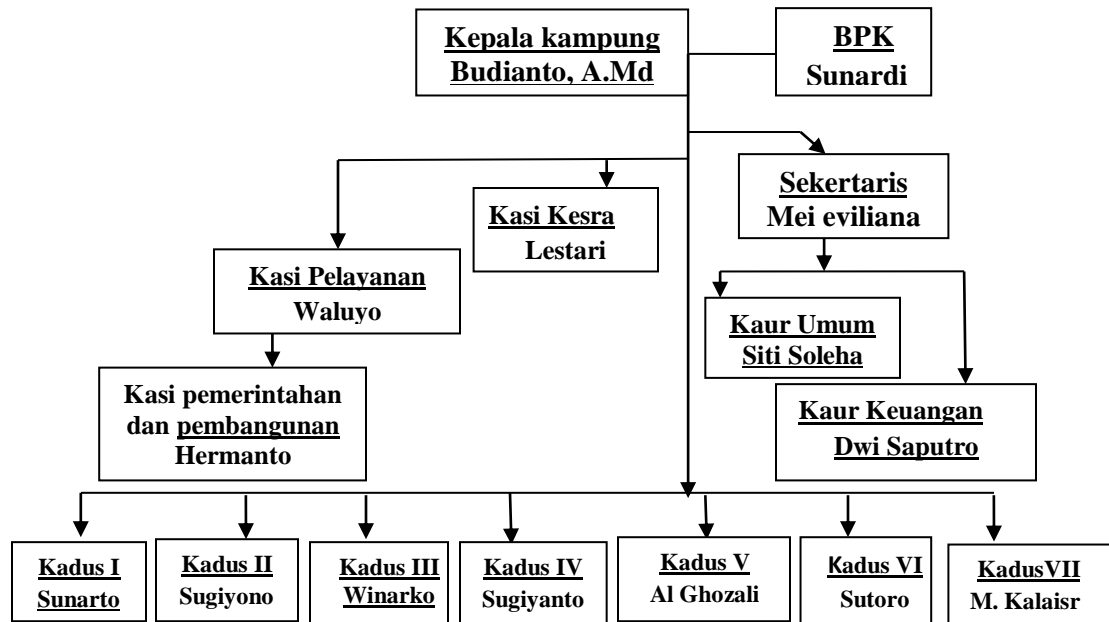 Kepala kampung
Budianto, A.Md
BPK
Sunardi
Sekertaris
Mei eviliana
Kasi Kesra
Lestari
Kasi Pelayanan
Waluyo
Kaur Umum
Siti Soleha
Kasi pemerintahan
dan pembangunan
Hermanto
Kaur Keuangan
Dwi Saputro
Kadus I
Sunarto
Kadus II
Sugiyono
Kadus III
Winarko
Kadus IV
Sugiyanto
Kadus V
Al Ghozali
Kadus VI
Sutoro
KadusVII
M. Kalaisr